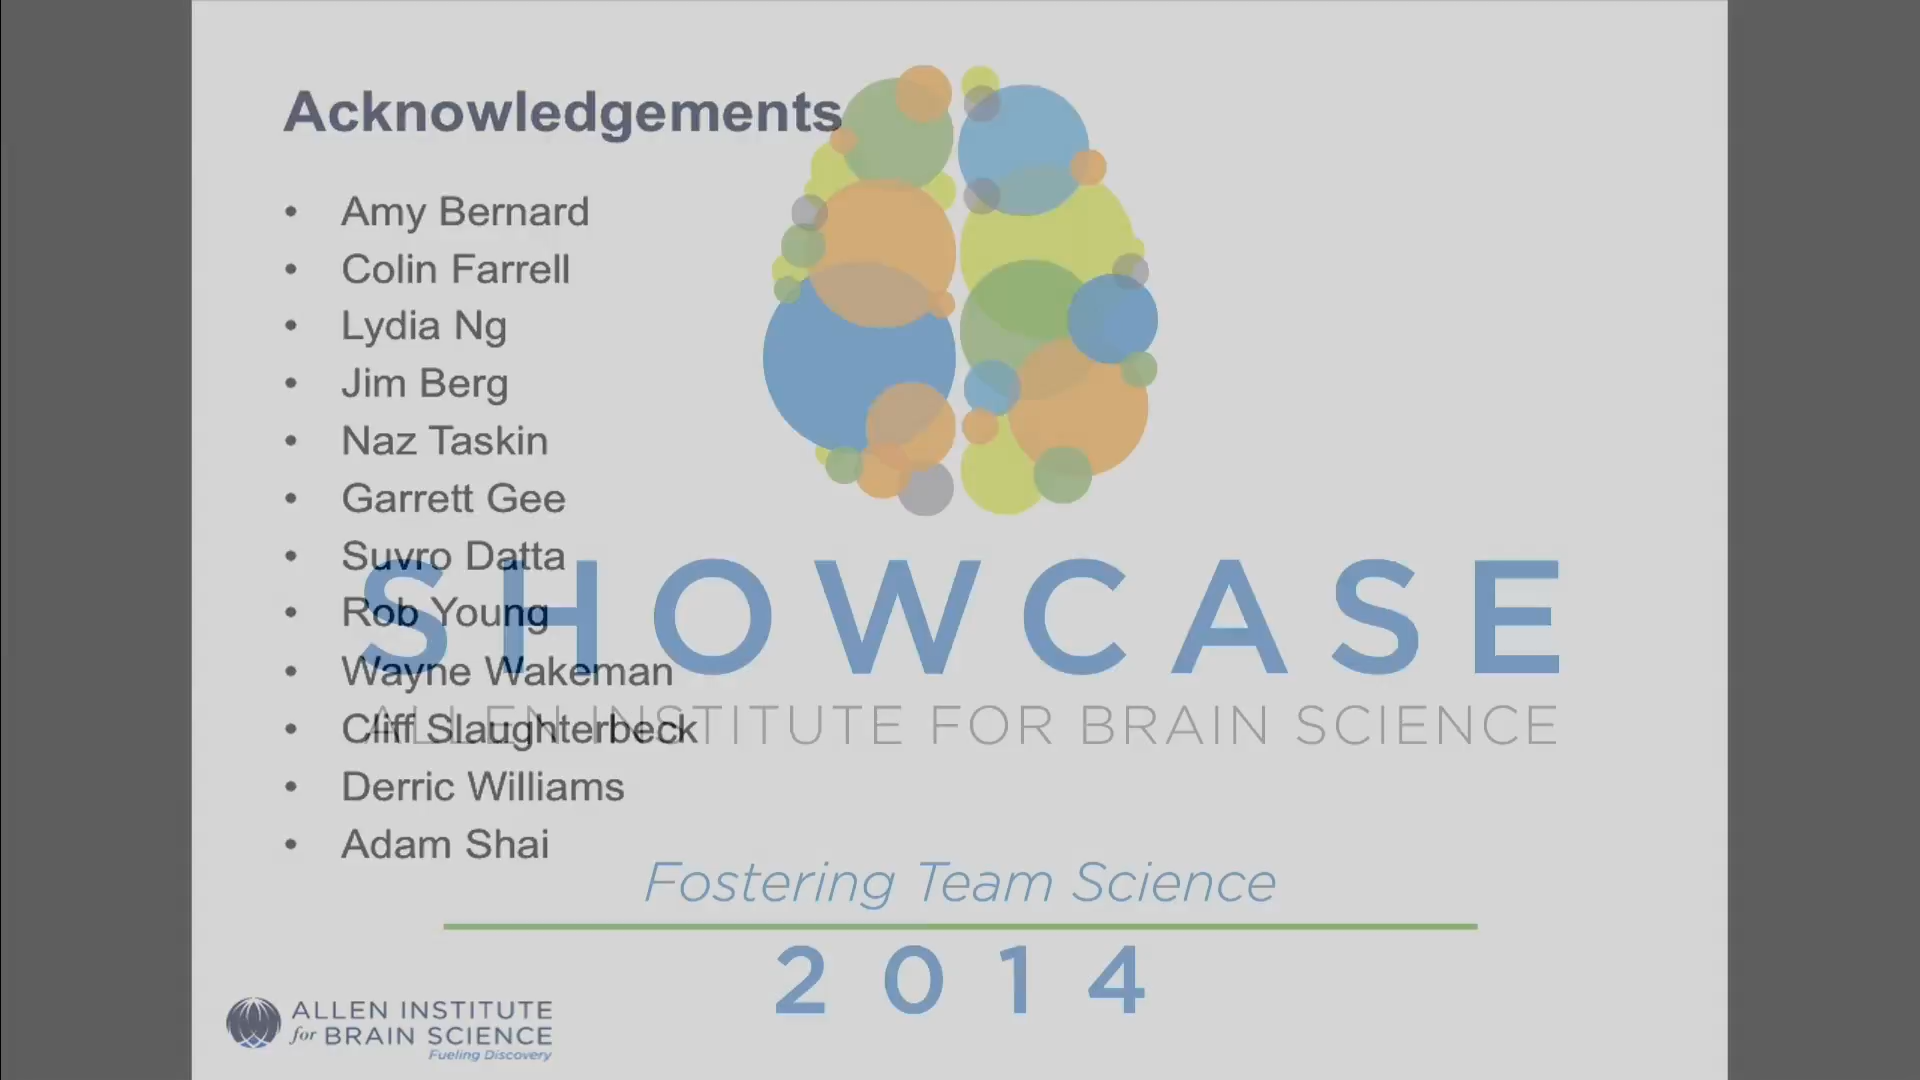 Acknowledgements
• Amy Bernard
• Colin Farrell
• Lydia Ng
• Jim Berg
• Naz Taskin
• Garrett Gee
• Suvro Datta
• Rob Young
• Wayne Wakeman
• Cliff Slaughterbeck
• Derric Williams
• Adam Shai
SHOWCASE
ALLEN INSTITUTE FOR BRAIN SCIENCE
Fostering Team Science
2014
ALLEN INSTITUTE
for BRAIN SCIENCE
Fueling Discovery